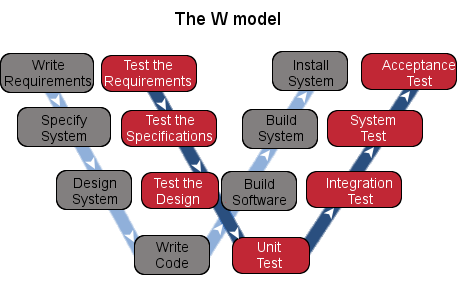 The W model
Write
Requirements
Test the
Requirements
Install
System
Acceptance
Test
Specify
System
Test the
Specifications
Build
System
System
Test
Design
System
Test the
Design
Build
Software
Integration
Test
Write
Code
Unit
Test